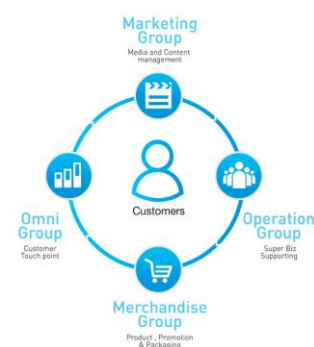 Marketing
Group
Media and Content
management
Customers
Omni
Group
Customer
Touch point
Operation
Group
Super Biz
Supporting
Merchandise
Group
Product , Promotion
& Packaging